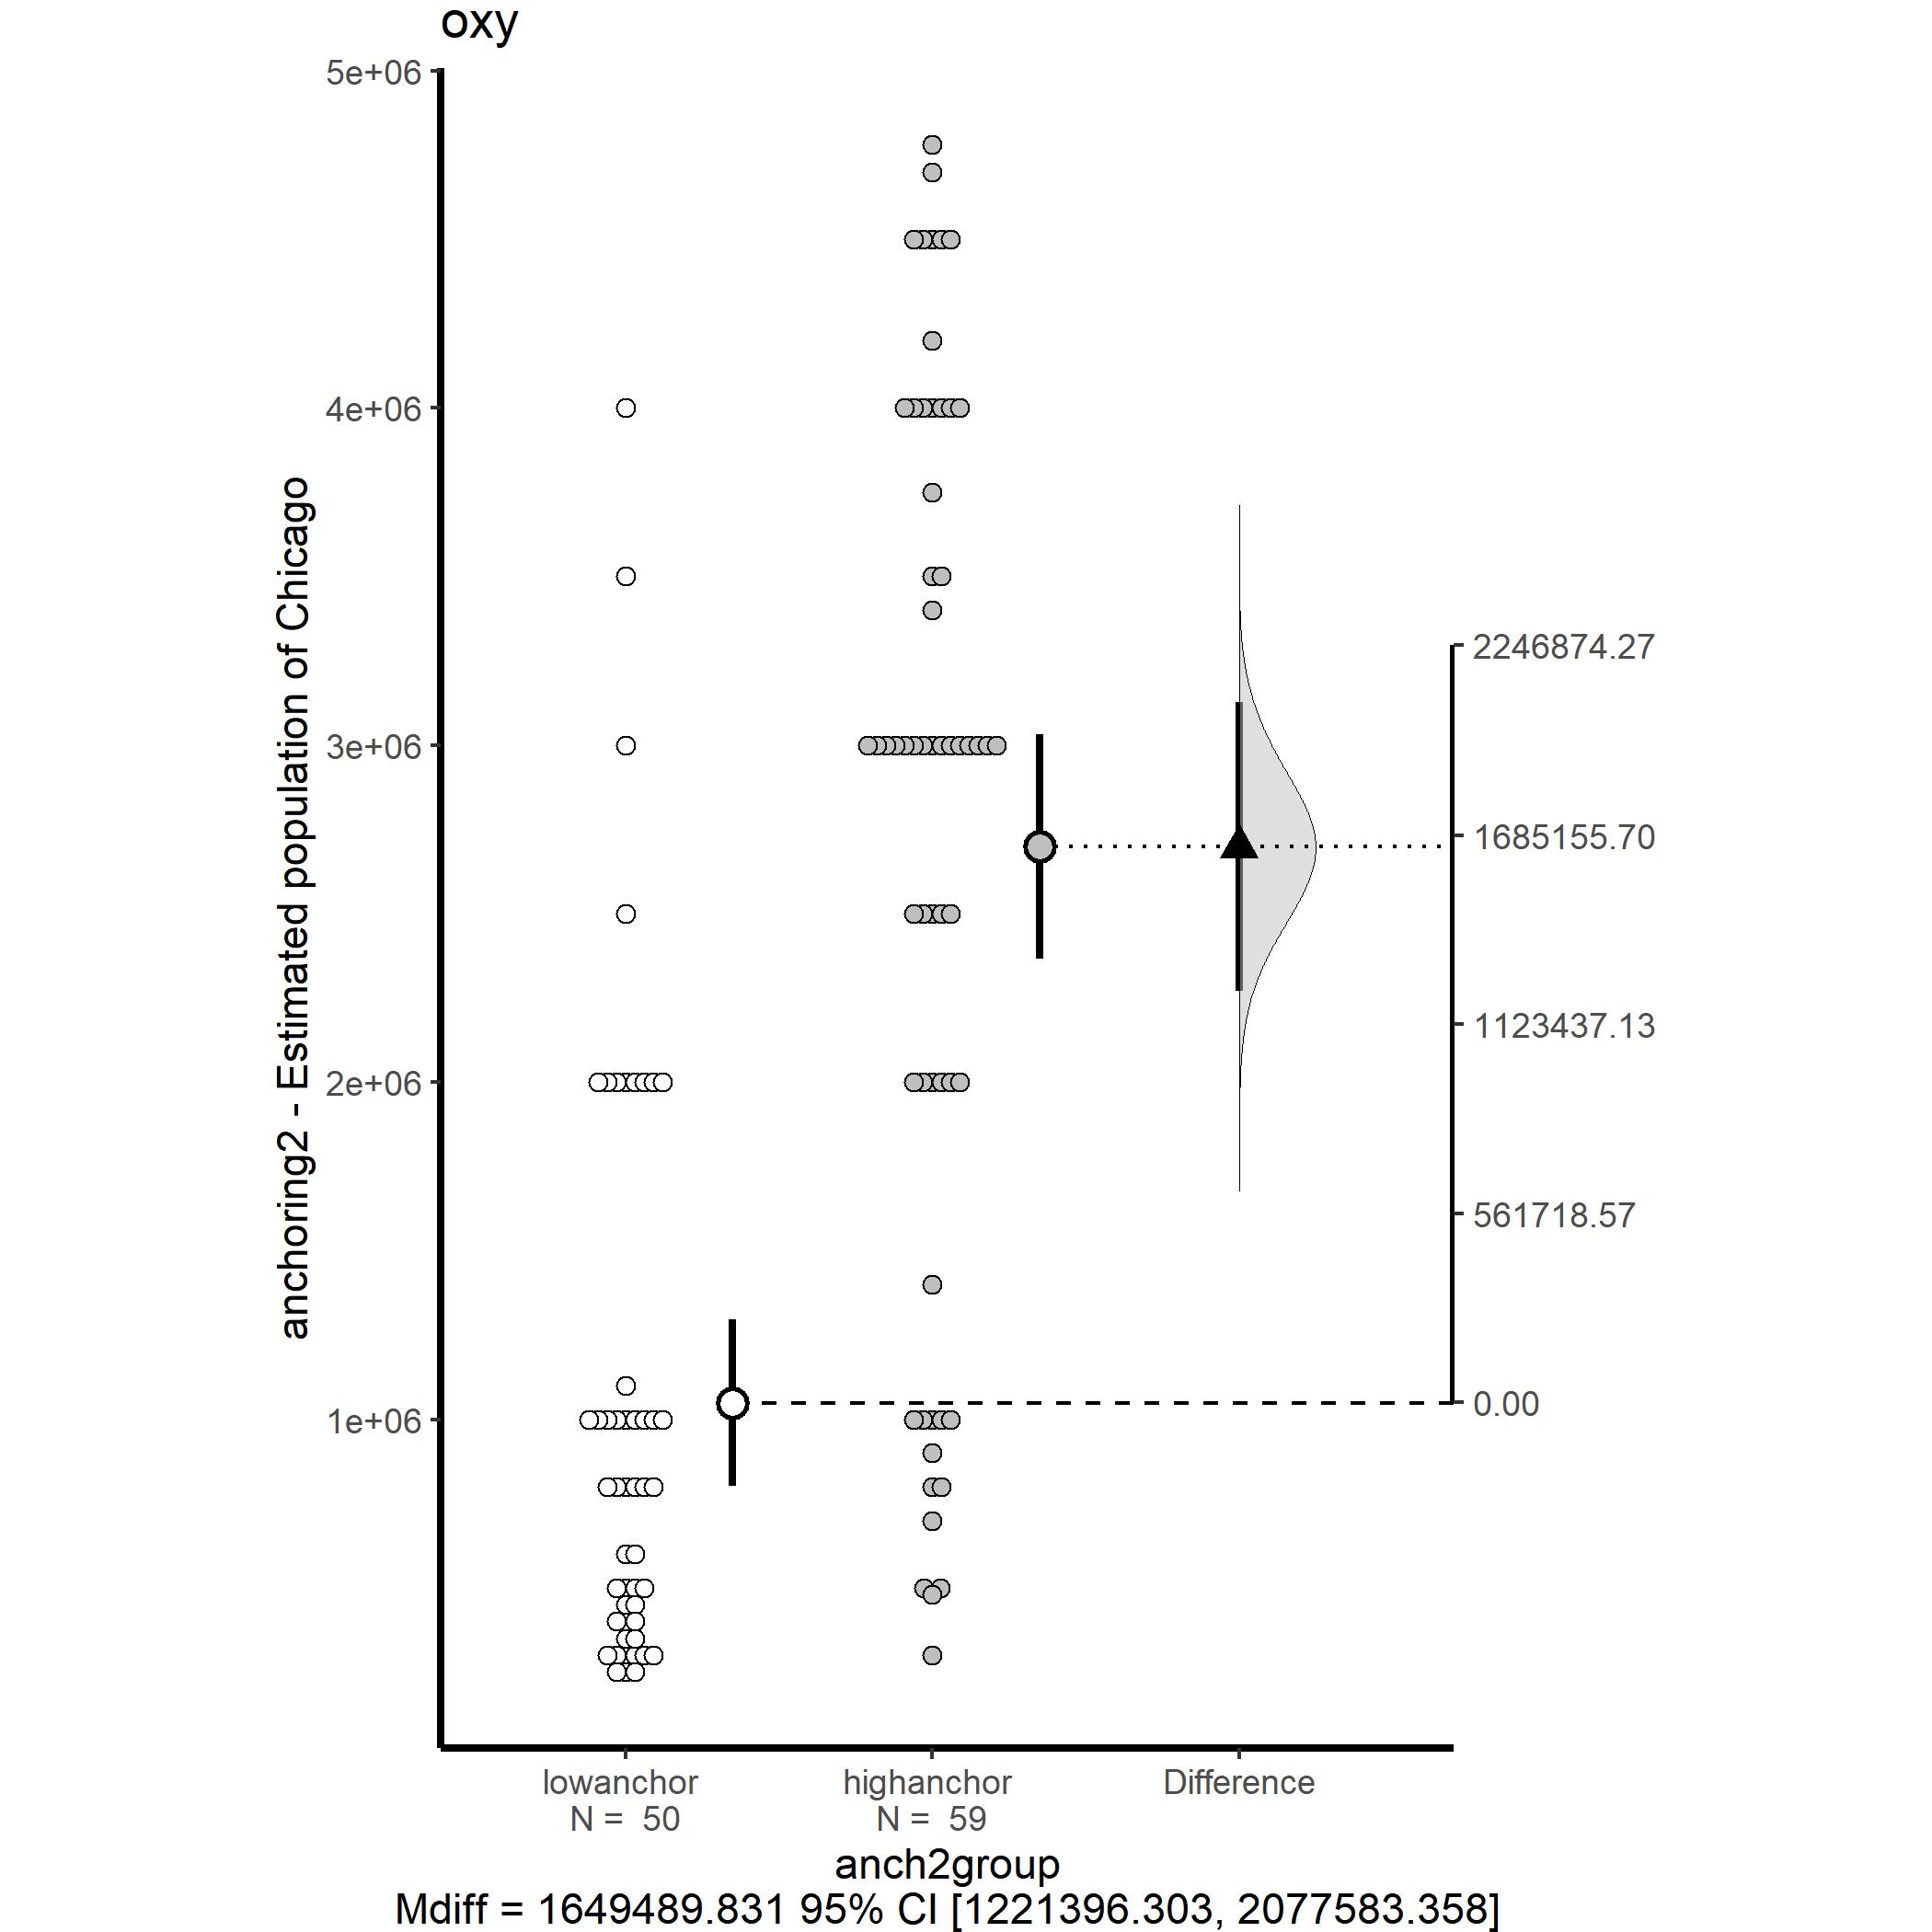 oxy
5e+06
4e+06
3e+06
2e+06
1e+06
anchoring2 - Estimated population of Chicago
2246874.27
1685155.70
1123437.13
561718.57
0.00
lowanchor
N =  50
highanchor
N =  59
Difference
anch2group
Mdiff = 1649489.831 95% CI [1221396.303, 2077583.358]